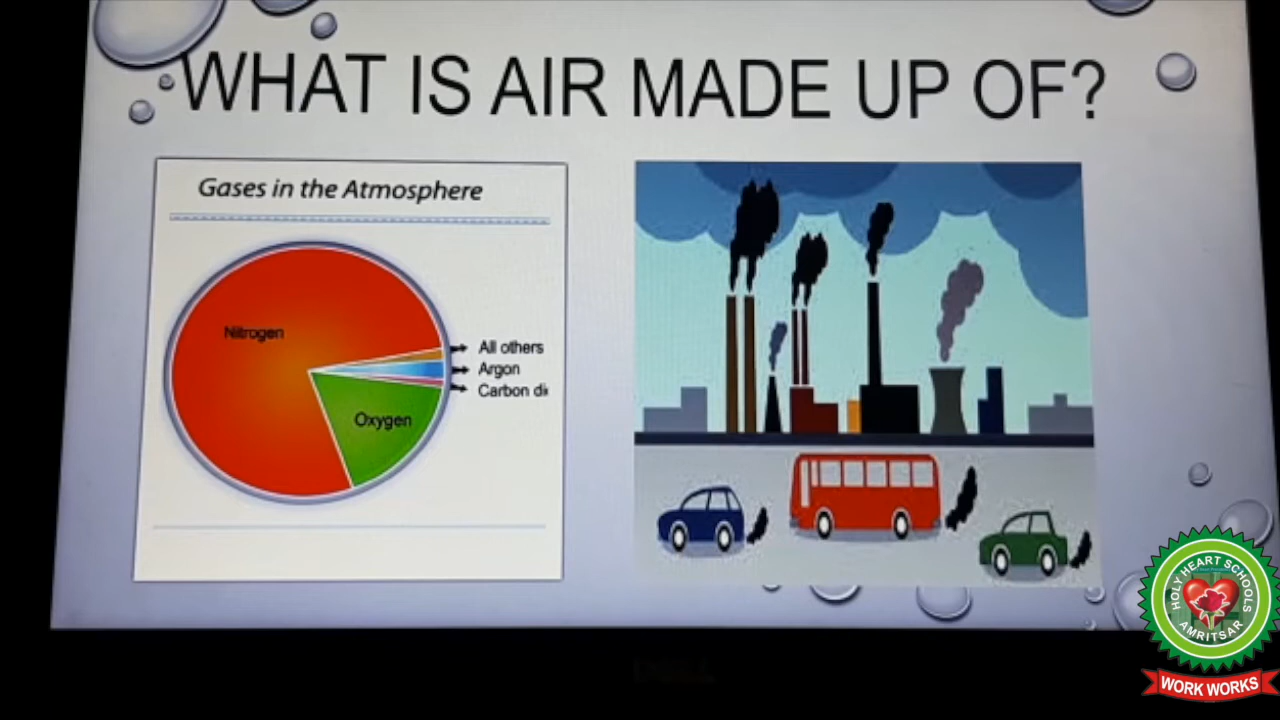 WHAT IS AIR MADE UP OF?
Gases in the Atmosphere
Nitrogen
All others
Argon
Carbon di
Oxygen
HOLY HEART SCHOOLS
AMRITSAR
WORK WORKS